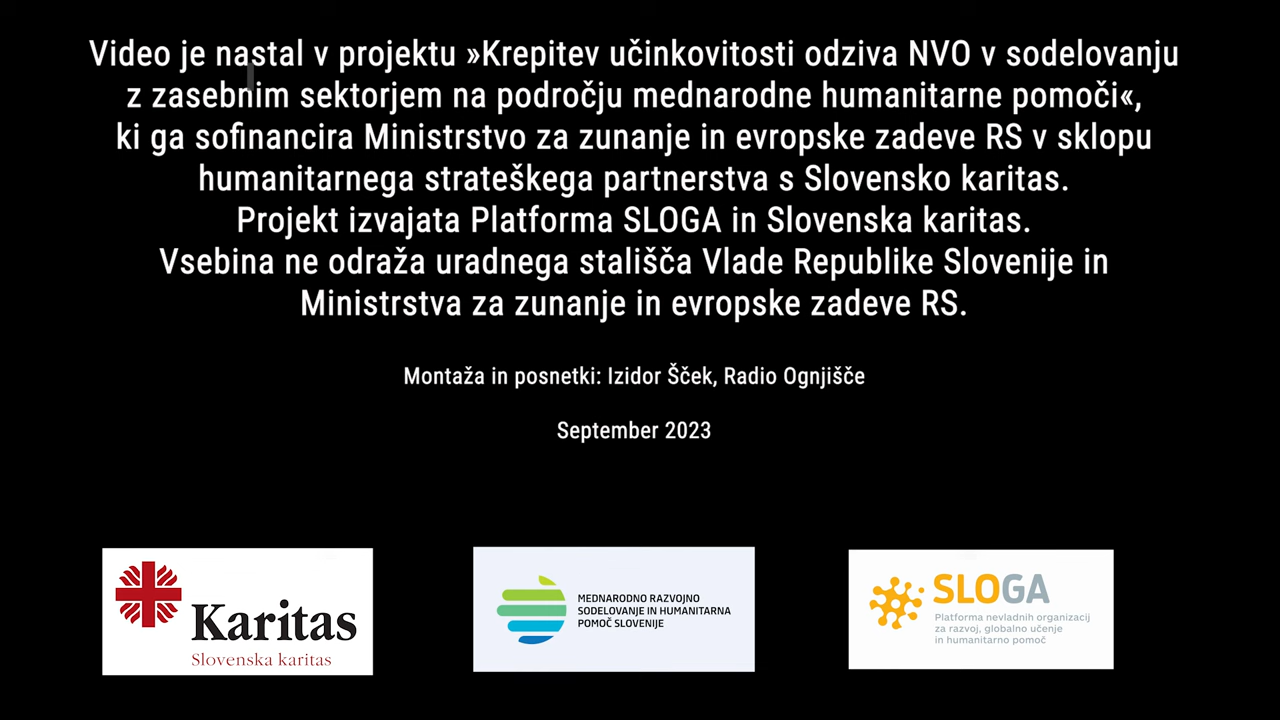 Video je nastal v projektu »Krepitev učinkovitosti odziva NVO v sodelovanju
z zasebnim sektorjem na področju mednarodne humanitarne pomoči«,
ki ga sofinancira Ministrstvo za zunanje in evropske zadeve RS v sklopu
humanitarnega strateškega partnerstva s Slovensko karitas.
Projekt izvajata Platforma SLOGA in Slovenska karitas.
Vsebina ne odraža uradnega stališča Vlade Republike Slovenije in
Ministrstva za zunanje in evropske zadeve RS.
Montaža in posnetki: Izidor Šček, Radio Ognjišče
September 2023
Karitas
Slovenska karitas
MEDNARODNO RAZVOJNO
SODELOVANJE IN HUMANITARNA
POMOČ SLOVENIJE
SLOGA
Platforma nevladnih organizacij
za razvoj, globalno učenje
in humanitarno pomoč